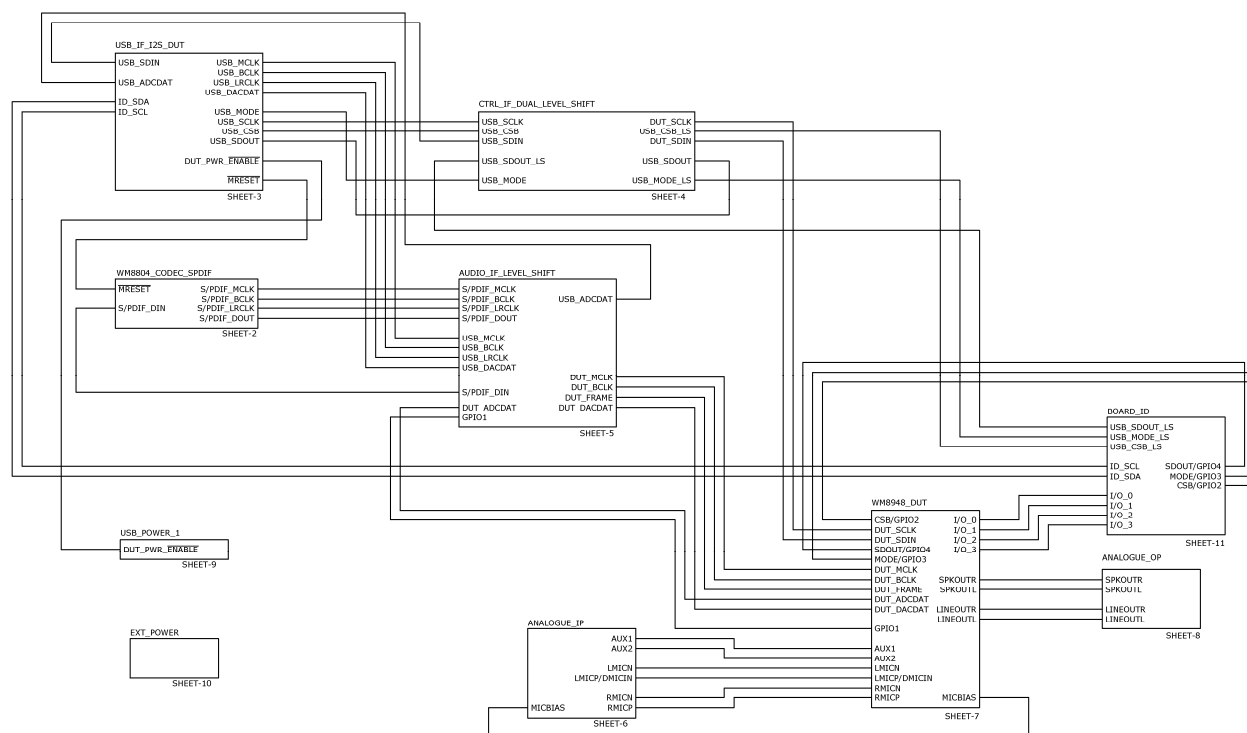 USB_IF_I2S_DUT
USB_SDIN
USB_ADCDAT
ID_SDA
ID_SCL
USB_MCLK
USB_BCLK
USB_LRCLK
USB_DACDAT
USB_MODE
USB_SCLK
USB_CSB
USB_SDOUT
DUT_PWR_ENABLE
MRESET
SHEET-3
CTRL_IF_DUAL_LEVEL_SHIFT
USB_SCLK
USB_CSB
USB_SDIN
USB_SDOUT_LS
USB_MODE
DUT_SCLK
USB_CSB_LS
DUT_SDIN
USB_SDOUT
USB_MODE_LS
SHEET-4
WM8804_CODEC_SPDIF
MRESET
S/PDIF_DIN
S/PDIF_MCLK
S/PDIF_BCLK
S/PDIF_LRCLK
S/PDIF_DOUT
SHEET-2
AUDIO_IF_LEVEL_SHIFT
S/PDIF_MCLK
S/PDIF_BCLK
S/PDIF_LRCLK
S/PDIF_DOUT
USB_MCLK
USB_BCLK
USB_LRCLK
USB_DACDAT
S/PDIF_DIN
DUT_ADCDAT
GPIO1
USB_ADCDAT
DUT_MCLK
DUT_BCLK
DUT_FRAME
DUT_DACDAT
SHEET-5
BOARD_ID
USB_SDOUT_LS
USB_MODE_LS
USB_CSB_LS
ID_SCL
ID_SDA
I/O_0
I/O_1
I/O_2
I/O_3
SDOUT/GPIO4
MODE/GPIO3
CSB/GPIO2
SHEET-11
USB_POWER_1
DUT_PWR_ENABLE
SHEET-9
WM8948_DUT
CSB/GPIO2
DUT_SCLK
DUT_SDIN
SDOUT/GPIO4
MODE/GPIO3
DUT_MCLK
DUT_BCLK
DUT_FRAME
DUT_ADCDAT
DUT_DACDAT
GPIO1
AUX1
AUX2
LMICN
LMICP/DMICIN
RMICN
RMICP
I/O_0
I/O_1
I/O_2
I/O_3
SPKOUTR
SPKOUTL
LINEOUTR
LINEOUTL
MICBIAS
SHEET-7
ANALOGUE_OP
SPKOUTR
SPKOUTL
LINEOUTR
LINEOUTL
SHEET-8
EXT_POWER
SHEET-10
ANALOGUE_IP
AUX1
AUX2
LMICN
LMICP/DMICIN
RMICN
RMICP
MICBIAS
SHEET-6